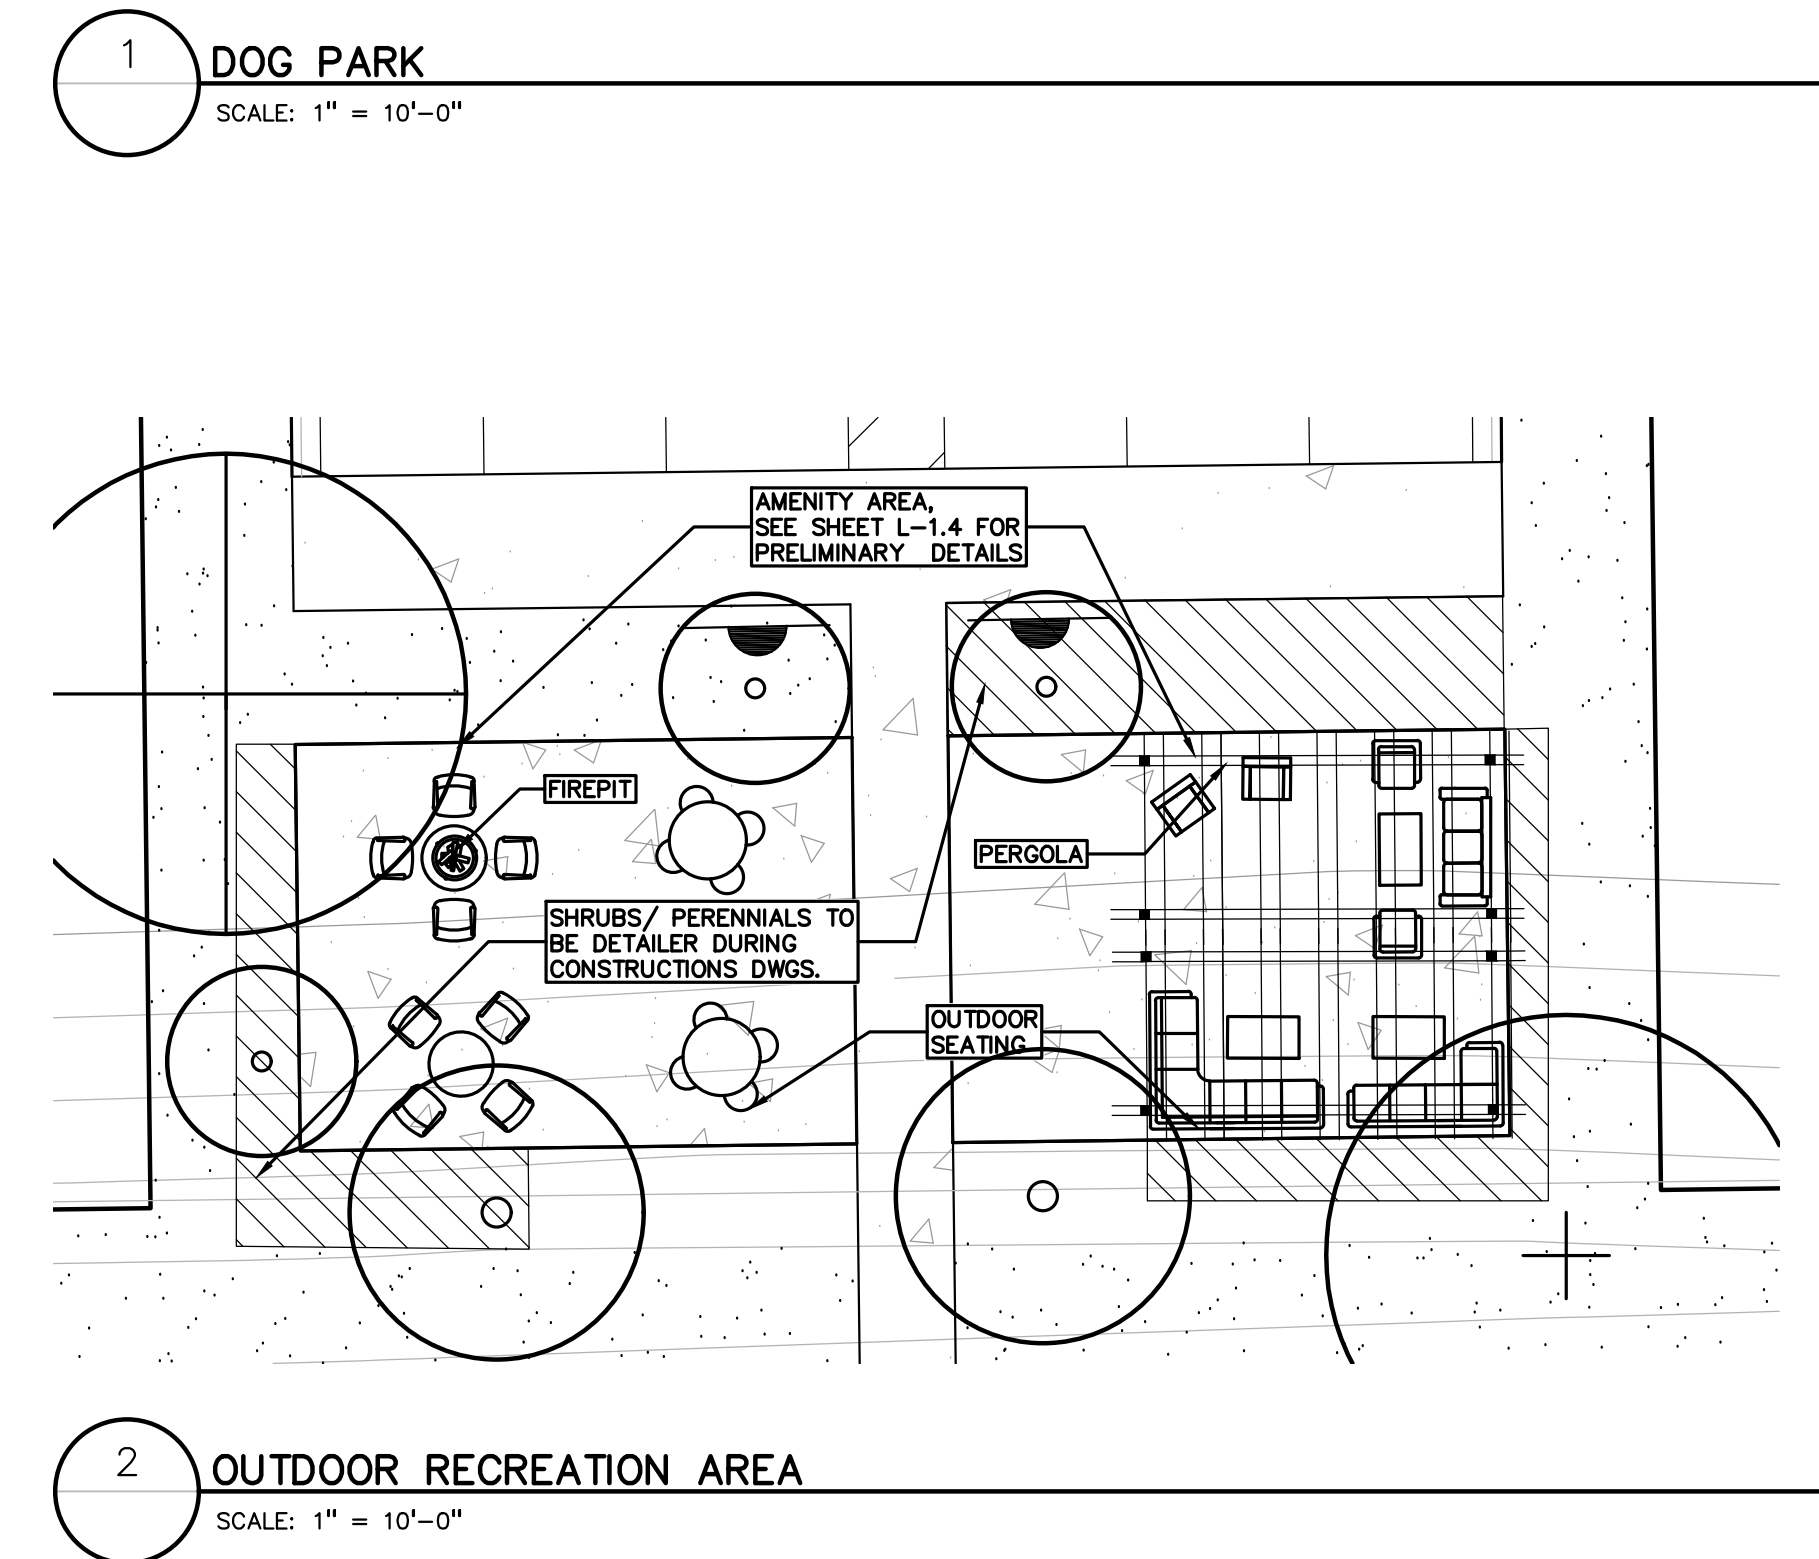 1
DOG PARK
SCALE: 1" = 10'-0"
AMENITY AREA,
SEE SHEET L-1.4 FOR
PRELIMINARY DETAILS
FIREPIT
PERGOLA
SHRUBS/ PERENNIALS TO
BE DETAILER DURING
CONSTRUCTIONS DWGS.
OUTDOOR
SEATING
2
OUTDOOR RECREATION AREA
SCALE: 1" = 10'-0"